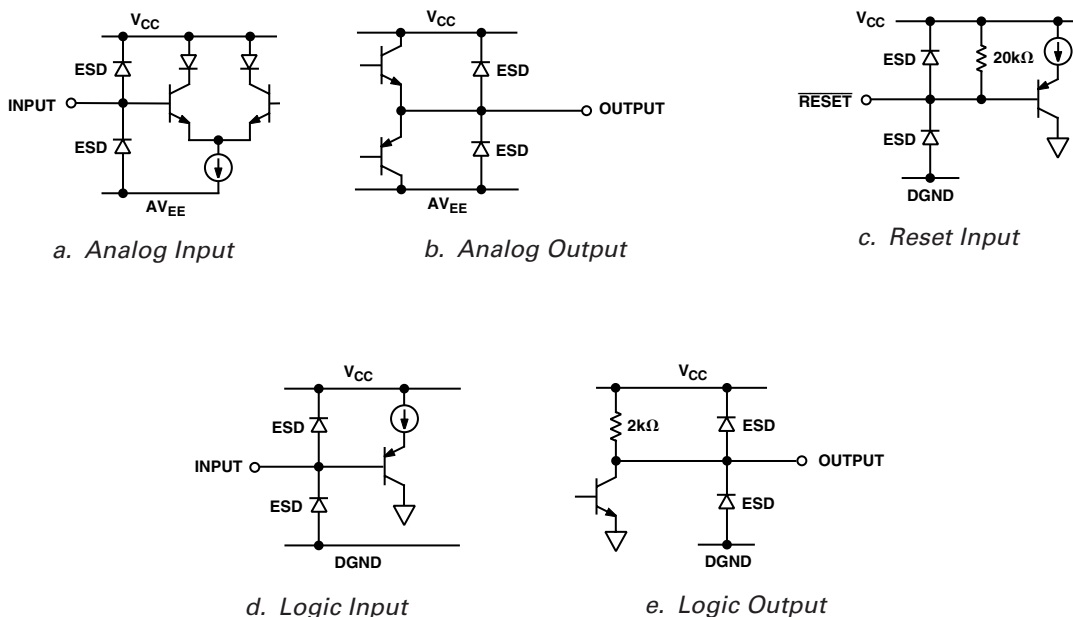 VCC
ESD
INPUT
ESD
AVEE
a. Analog Input
VCC
ESD
OUTPUT
ESD
AVEE
b. Analog Output
VCC
ESD
20kΩ
RESET
ESD
DGND
c. Reset Input
VCC
ESD
INPUT
ESD
DGND
d. Logic Input
VCC
2kΩ
ESD
OUTPUT
ESD
DGND
e. Logic Output